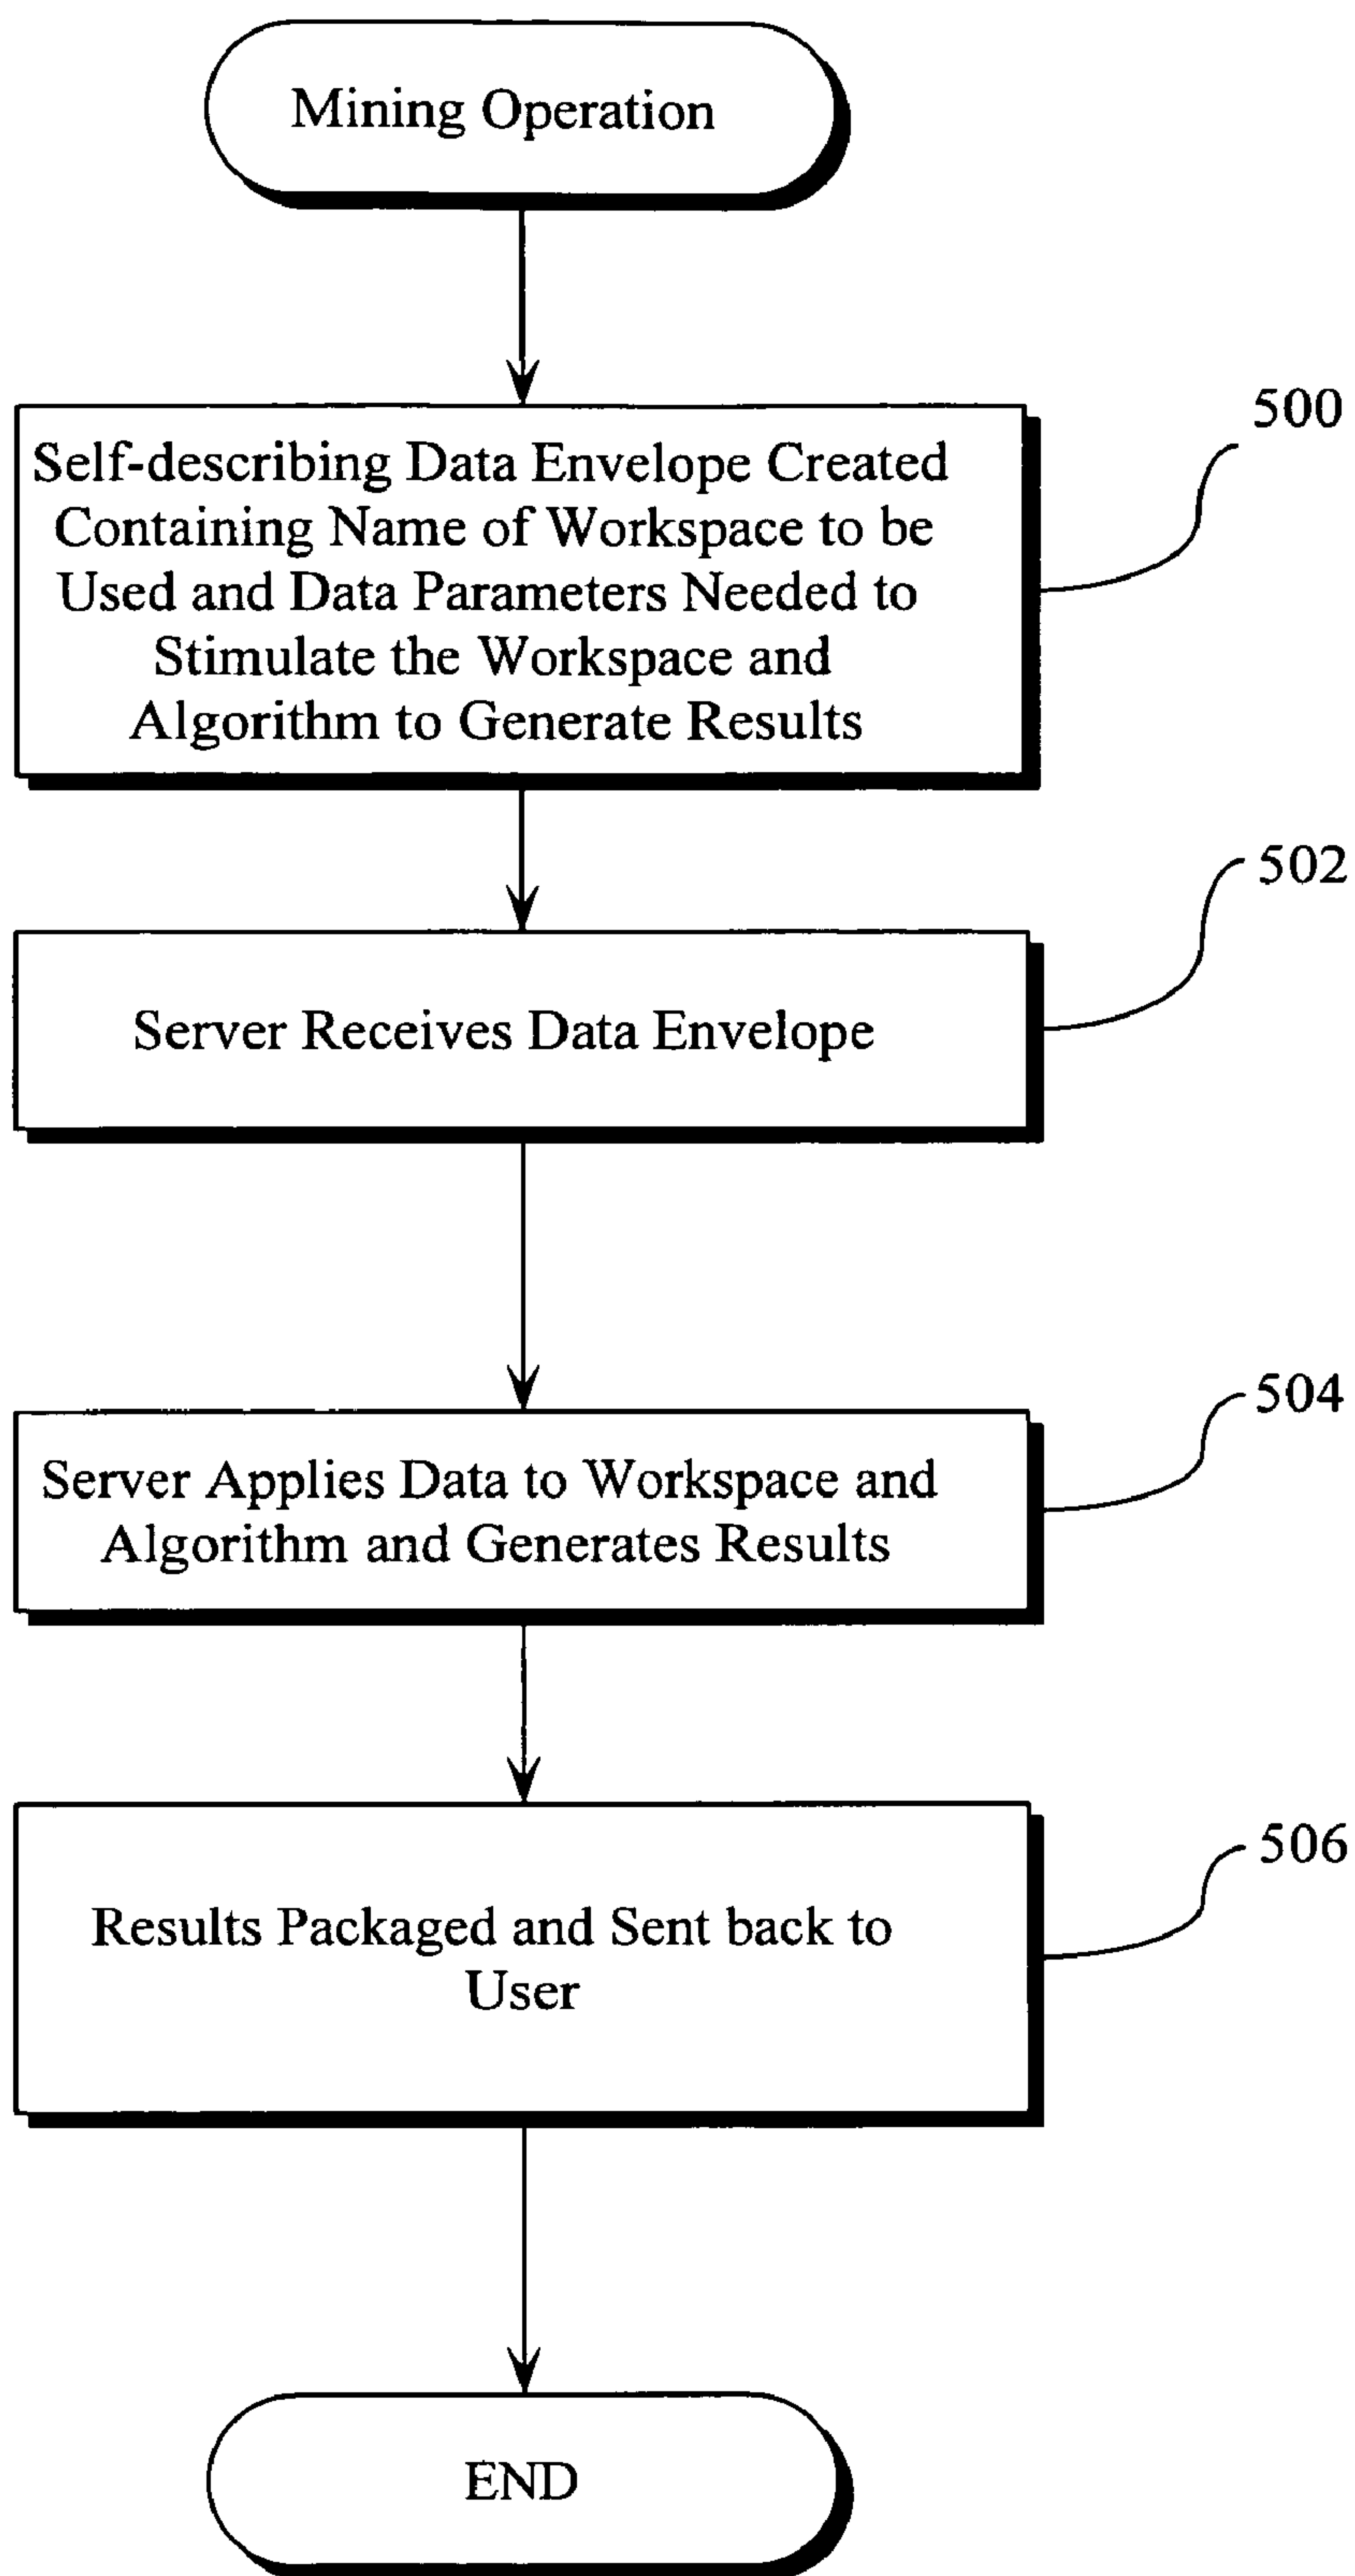 Mining Operation
500
Self-describing Data Envelope Created
Containing Name of Workspace to be
Used and Data Parameters Needed to
Stimulate the Workspace and
Algorithm to Generate Results
502
Server Receives Data Envelope
504
Server Applies Data to Workspace and
Algorithm and Generates Results
506
Results Packaged and Sent back to
User
END